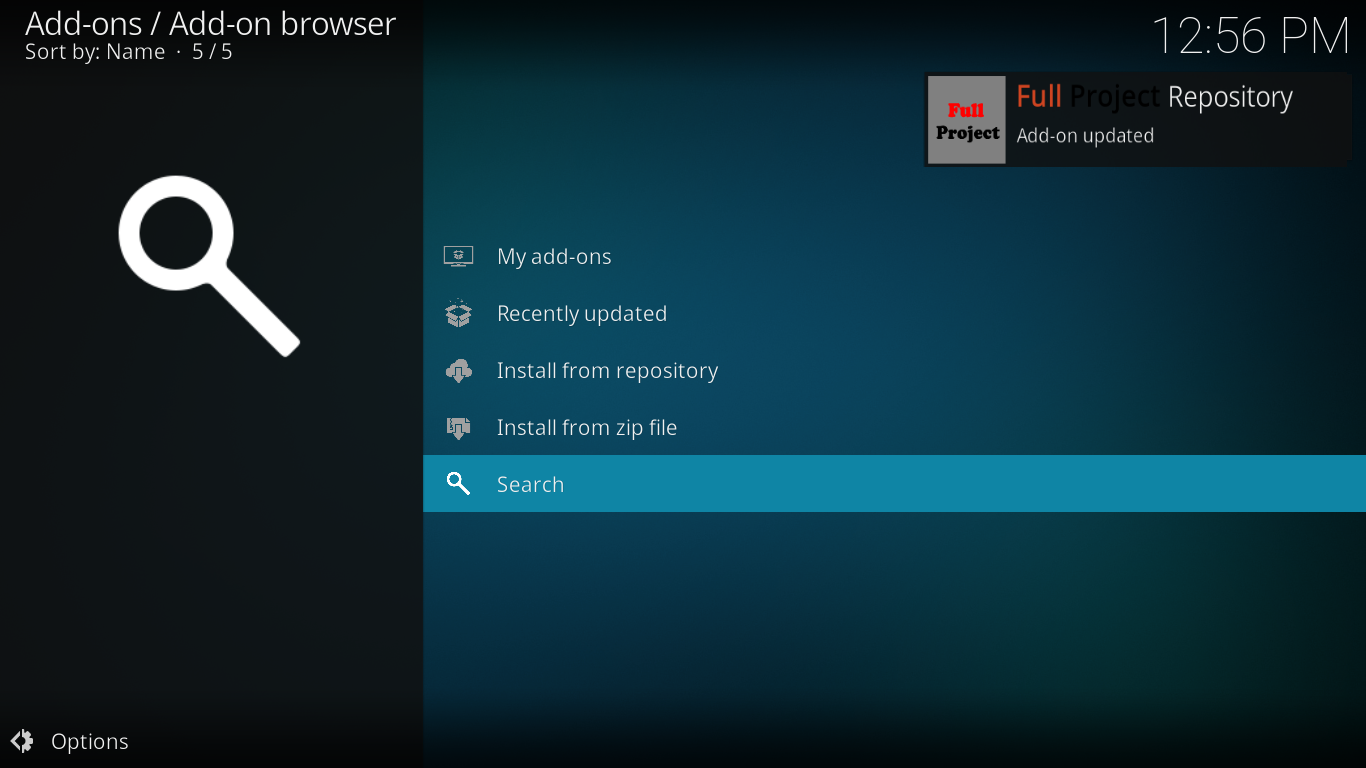 Add-ons / Add-on browser
Sort by: Name · 5 / 5
12:56 PM
Full
Project
Full Project Repository
Add-on updated
My add-ons
Recently updated
Install from repository
Install from zip file
Search
Options